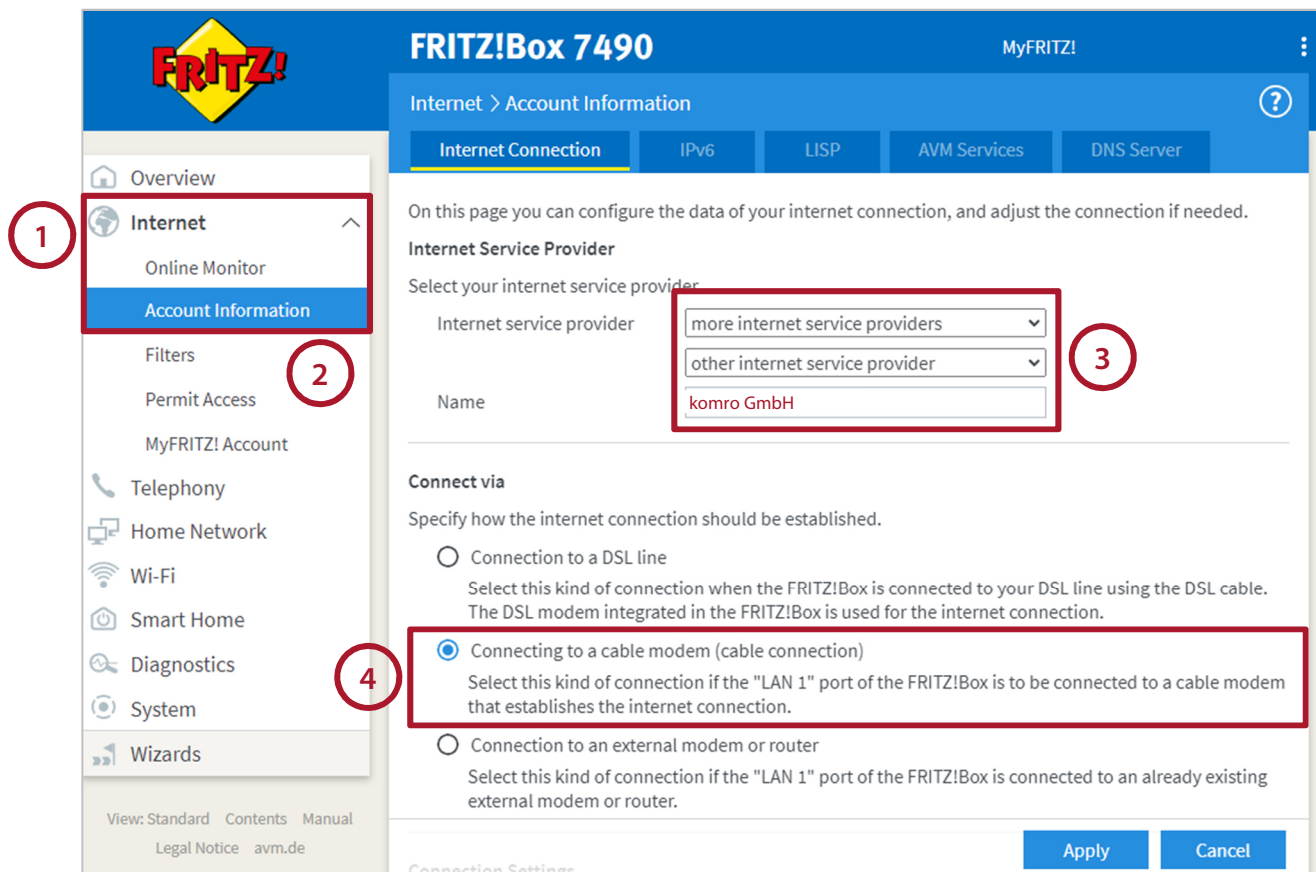 FRITZ!
FRITZ!Box 7490
MyFRITZ!
Internet > Account Information
?
Internet Connection
IPv6
LISP
AVM Services
DNS Server
Overview
1
Internet
Online Monitor
Account Information
2
Filters
Permit Access
MyFRITZ! Account
Telephony
Home Network
Wi-Fi
Smart Home
Diagnostics
System
Wizards
View: Standard Contents Manual
Legal Notice avm.de
On this page you can configure the data of your internet connection, and adjust the connection if needed.
Internet Service Provider
Select your internet service provider
Internet service provider
more internet service providers
other internet service provider
3
Name
komro GmbH
Connect via
Specify how the internet connection should be established.
Connection to a DSL line
Select this kind of connection when the FRITZ!Box is connected to your DSL line using the DSL cable.
The DSL modem integrated in the FRITZ!Box is used for the internet connection.
4
Connecting to a cable modem (cable connection)
Select this kind of connection if the "LAN 1" port of the FRITZ!Box is to be connected to a cable modem
that establishes the internet connection.
Connection to an external modem or router
Select this kind of connection if the "LAN 1" port of the FRITZ!Box is connected to an already existing
external modem or router.
Connection Settings
Apply
Cancel